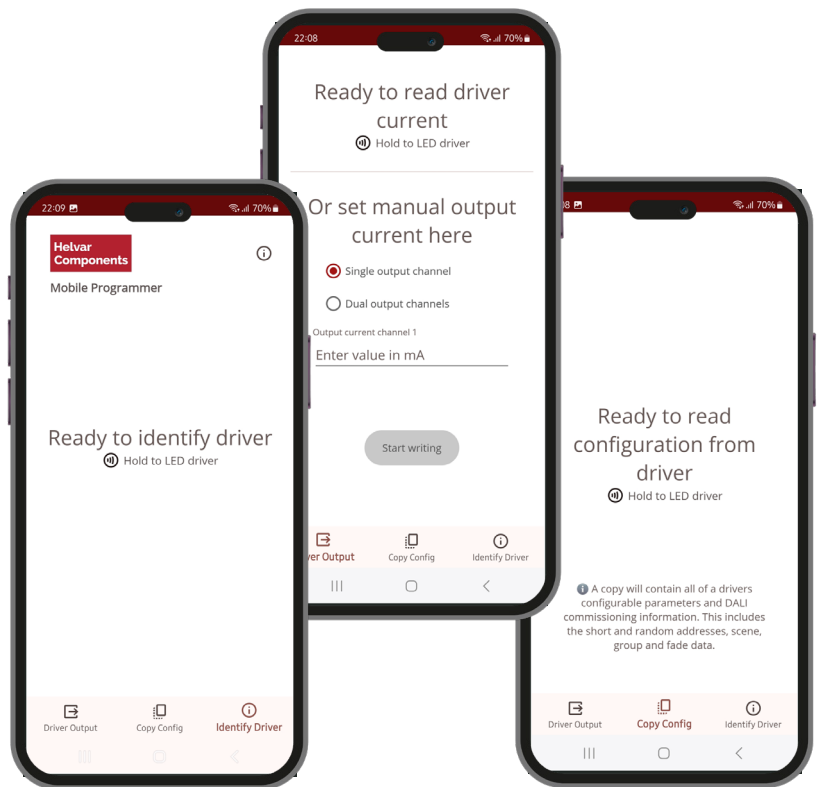 22:09
70%
Helvar
Components
Mobile Programmer
Ready to identify driver
Hold to LED driver
Driver Output
Copy Config
Identify Driver
22:08
70%
Ready to read driver
current
Hold to LED driver
Or set manual output
current here
Single output channel
Dual output channels
Output current channel 1
Enter value in mA
Start writing
Output
Copy Config
Identify Driver
70%
Ready to read
configuration from
driver
Hold to LED driver
A copy will contain all of a drivers
configurable parameters and DALI
commissioning information. This includes
the short and random addresses, scene,
group and fade data.
Driver Output
Copy Config
Identify Driver